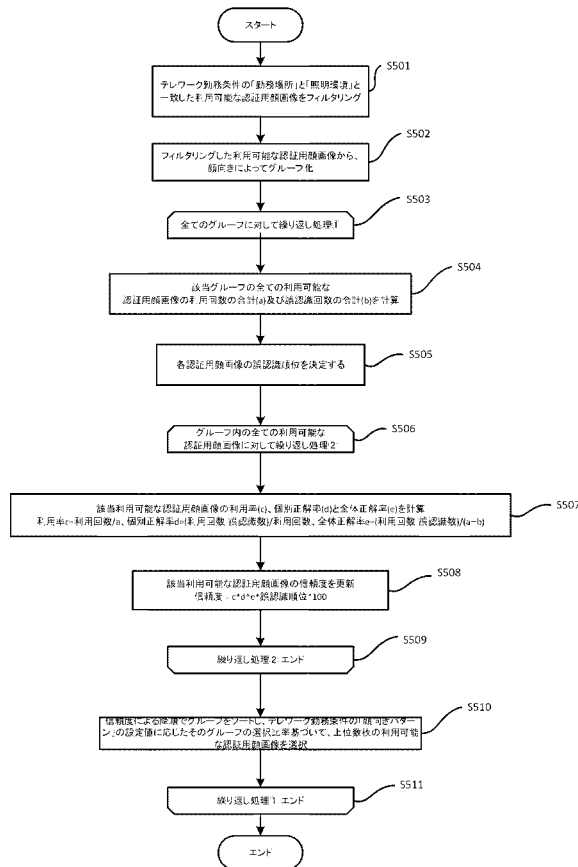 スタート
S501
テレワーク勤務条件の「勤務場所」と「照明環境」と
一致した利用可能な認証用顔画像をフィルタリング
S502
フィルタリングした利用可能な認証用顔画像から、
顔向きによってグループ化
S503
全てのグループに対して繰り返し処理1
S504
該当グループの全ての利用可能な
認証用顔画像の利用回数の合計(a)及び誤認識回数の合計(b)を計算
S505
各認証用顔画像の誤認識順位を決定する
S506
グループ内の全ての利用可能な
認証用顔画像に対して繰り返し処理2
S507
該当利用可能な認証用顔画像の利用率(c)、個別正解率(d)と全体正解率(e)を計算
利用率c=利用回数/a、個別正解率d=(利用回数-誤認識数)/利用回数、全体正解率e=(利用回数-誤認識数)/(a-b)
S508
該当利用可能な認証用顔画像の信頼度を更新
信頼度=c*d*e*誤認識順位*100
S509
繰り返し処理2:エンド
S510
信頼度による降順でグループをソートし、テレワーク勤務条件の「顔向きパター
ン」の設定値に応じたそのグループの選択比率基づいて、上位数枚の利用可能
な認証用顔画像を選択
S511
繰り返し処理1:エンド
エンド